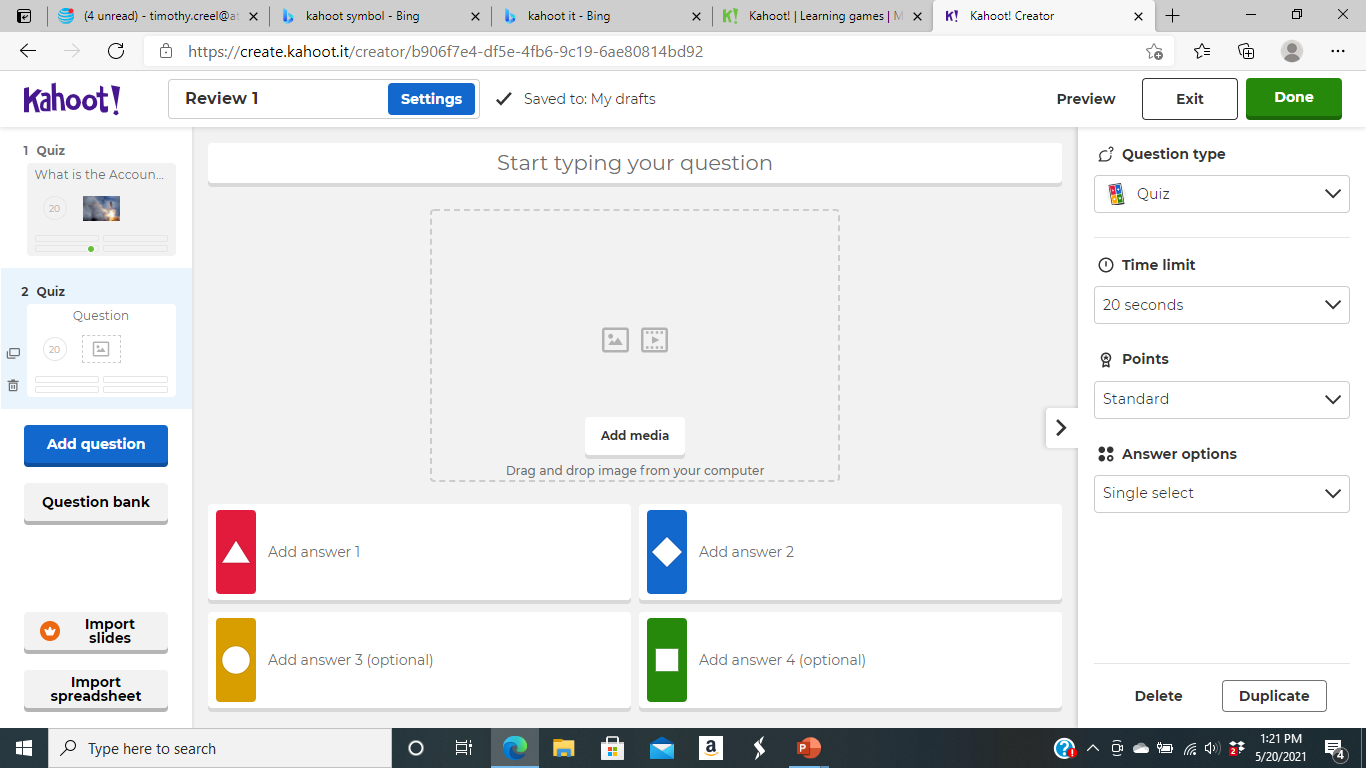 (4 unread) - timothy.creel@at
kahoot symbol - Bing
kahoot it - Bing
Kahoot! | Learning games | M
Kahoot! Creator
https://create.kahoot.it/creator/b906f7e4-df5e-4fb6-9c19-6ae80814bd92
Kahoot!
Review 1
Settings
Saved to: My drafts
Preview
Exit
Done
1 Quiz
What is the Accoun...
20
2 Quiz
Question
20
Add question
Question bank
Import
slides
Import
spreadsheet
Start typing your question
Add media
Drag and drop image from your computer
Add answer 1
Add answer 2
Add answer 3 (optional)
Add answer 4 (optional)
Question type
Quiz
Time limit
20 seconds
Points
Standard
Answer options
Single select
Delete
Duplicate
Type here to search
1:21 PM
5/20/2021
4